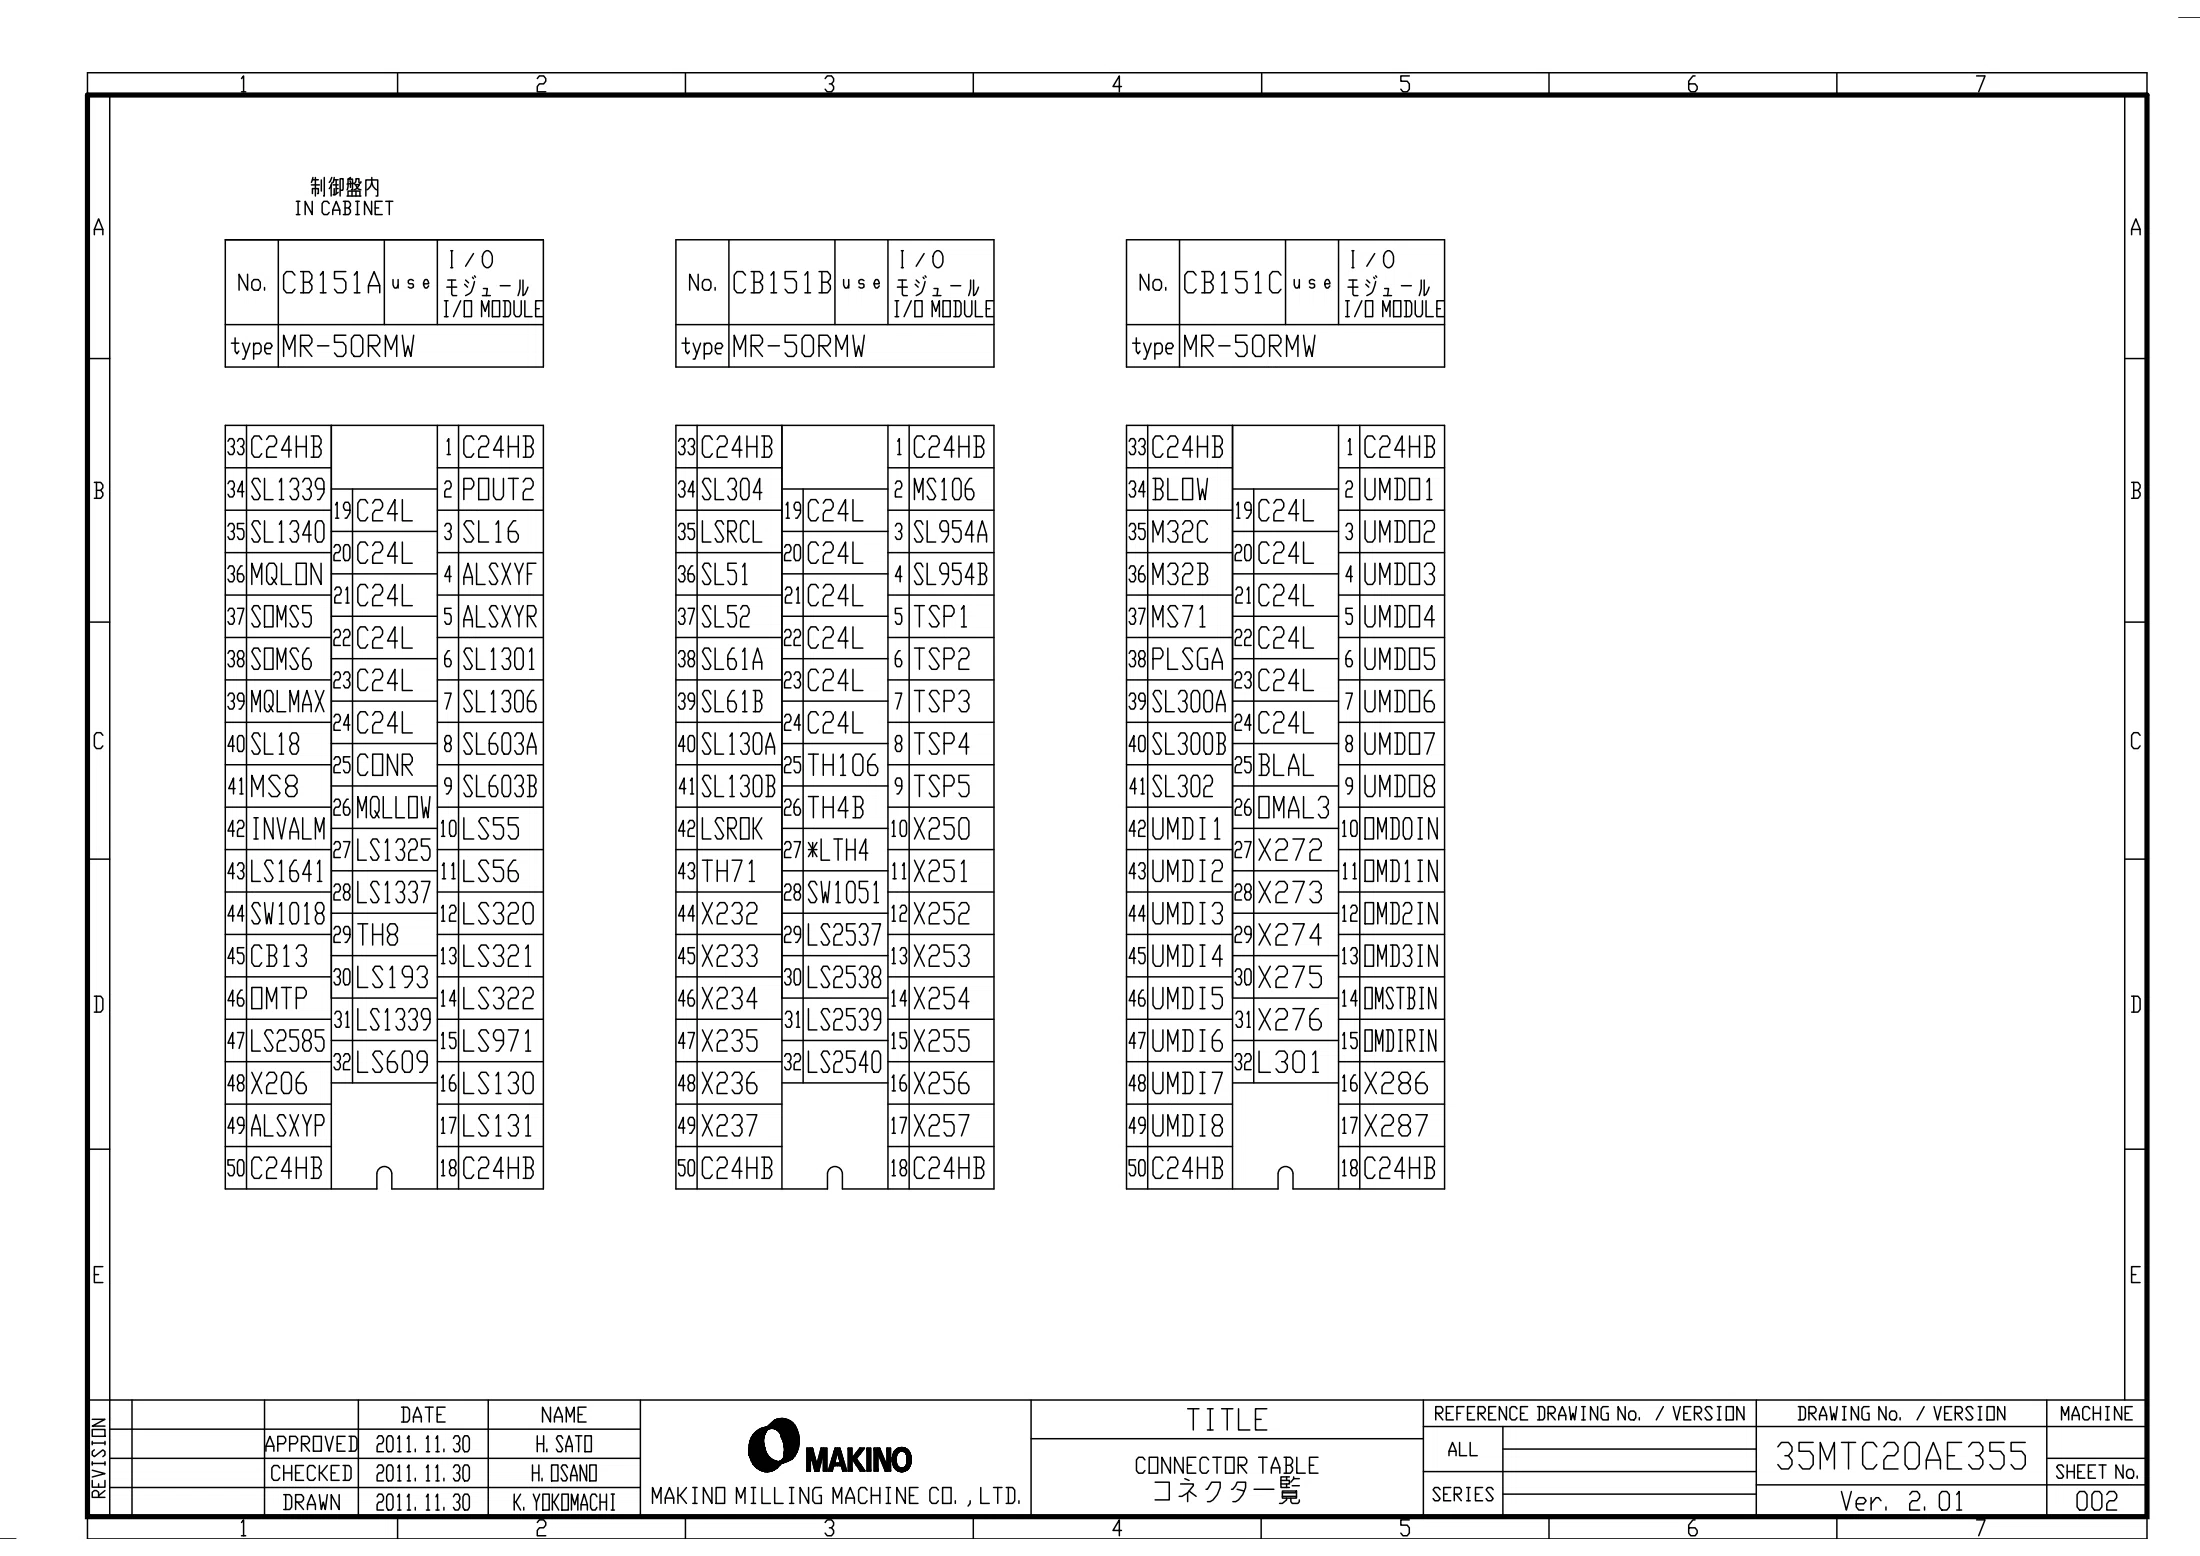 1 2 3 4 5 6 7
制御盤内
IN CABINET
A A
No. CB151A use I/O モジュール I/O MODULE
type MR-50RMW
No. CB151B use I/O モジュール I/O MODULE
type MR-50RMW
No. CB151C use I/O モジュール I/O MODULE
type MR-50RMW
B B
C C
D D
E E
33 C24HB
34 SL1339
35 SL1340
36 MQLON
37 SOMS5
38 SOMS6
39 MQLMAX
40 SL18
41 MS8
42 INVALM
43 LS1641
44 SW1018
45 CB13
46 OMTP
47 LS2585
48 X206
49 ALSXYP
50 C24HB
19 C24L
20 C24L
21 C24L
22 C24L
23 C24L
24 C24L
25 CONR
26 MQLLOW
27 LS1325
28 LS1337
29 TH8
30 LS193
31 LS1339
32 LS609
1 C24HB
2 POUT2
3 SL16
4 ALSXYF
5 ALSXYR
6 SL1301
7 SL1306
8 SL603A
9 SL603B
10 LS55
11 LS56
12 LS320
13 LS321
14 LS322
15 LS971
16 LS130
17 LS131
18 C24HB
33 C24HB
34 SL304
35 LSRCL
36 SL51
37 SL52
38 SL61A
39 SL61B
40 SL130A
41 SL130B
42 LSROK
43 TH71
44 X232
45 X233
46 X234
47 X235
48 X236
49 X237
50 C24HB
19 C24L
20 C24L
21 C24L
22 C24L
23 C24L
24 C24L
25 TH106
26 TH4B
27 *LTH4
28 SW1051
29 LS2537
30 LS2538
31 LS2539
32 LS2540
1 C24HB
2 MS106
3 SL954A
4 SL954B
5 TSP1
6 TSP2
7 TSP3
8 TSP4
9 TSP5
10 X250
11 X251
12 X252
13 X253
14 X254
15 X255
16 X256
17 X257
18 C24HB
33 C24HB
34 BLOW
35 M32C
36 M32B
37 MS71
38 PLSGA
39 SL300A
40 SL300B
41 SL302
42 UMDI1
43 UMDI2
44 UMDI3
45 UMDI4
46 UMDI5
47 UMDI6
48 UMDI7
49 UMDI8
50 C24HB
19 C24L
20 C24L
21 C24L
22 C24L
23 C24L
24 C24L
25 BLAL
26 OMAL3
27 X272
28 X273
29 X274
30 X275
31 X276
32 L301
1 C24HB
2 UMDO1
3 UMDO2
4 UMDO3
5 UMDO4
6 UMDO5
7 UMDO6
8 UMDO7
9 UMDO8
10 OMD0IN
11 OMD1IN
12 OMD2IN
13 OMD3IN
14 OMSTBIN
15 OMDIRIN
16 X286
17 X287
18 C24HB
REVISION
DATE NAME
APPROVED 2011.11.30 H. SATO
CHECKED 2011.11.30 H. OSANO
DRAWN 2011.11.30 K. YOKOMACHI
MAKINO
MAKINO MILLING MACHINE CO.,LTD.
TITLE
CONNECTOR TABLE
コネクタ一覧
REFERENCE DRAWING No. / VERSION
ALL
SERIES
DRAWING No. / VERSION
35MTC20AE355
Ver. 2.01
MACHINE
SHEET No.
002
1 2 3 4 5 6 7